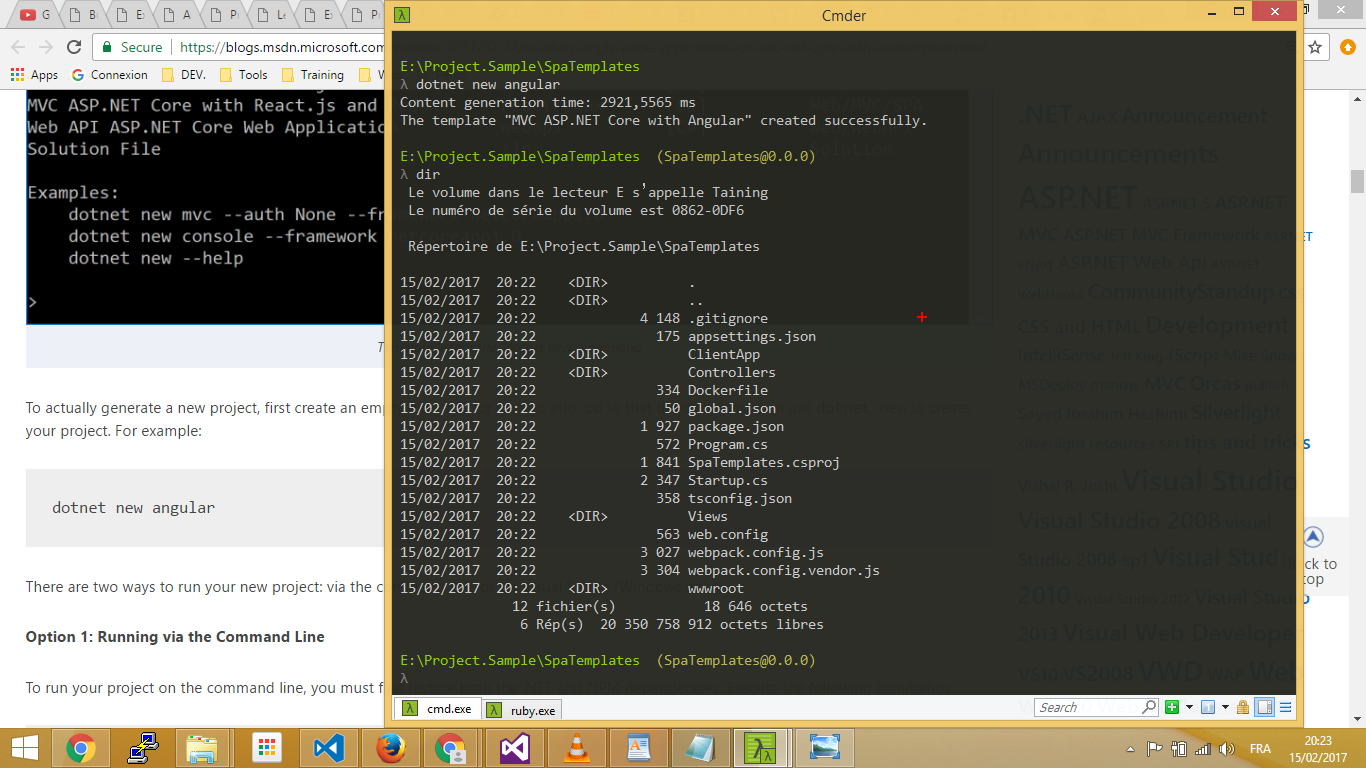 G
B
E
A
P
L
E
P
Cmder
Secure
https://blogs.msdn.microsoft.com
Apps
Connexion
DEV.
Tools
Training
MVC ASP.NET Core with React.js and
Web API ASP.NET Core Web Application
Solution File
Examples:
dotnet new mvc --auth None --fr
dotnet new console --framework
dotnet new --help
>
To actually generate a new project, first create an em
your project. For example:
dotnet new angular
There are two ways to run your new project: via the c
Option 1: Running via the Command Line
To run your project on the command line, you must f
E:\Project.Sample\SpaTemplates
λ dotnet new angular
Content generation time: 2921,5565 ms
The template "MVC ASP.NET Core with Angular" created successfully.
E:\Project.Sample\SpaTemplates (SpaTemplates@0.0.0)
λ dir
Le volume dans le lecteur E s’appelle Taining
Le numéro de série du volume est 0862-0DF6
Répertoire de E:\Project.Sample\SpaTemplates
15/02/2017 20:22 <DIR> .
15/02/2017 20:22 <DIR> ..
15/02/2017 20:22 4 148 .gitignore
15/02/2017 20:22 175 appsettings.json
15/02/2017 20:22 <DIR> ClientApp
15/02/2017 20:22 <DIR> Controllers
15/02/2017 20:22 334 Dockerfile
15/02/2017 20:22 50 global.json
15/02/2017 20:22 1 927 package.json
15/02/2017 20:22 572 Program.cs
15/02/2017 20:22 1 841 SpaTemplates.csproj
15/02/2017 20:22 2 347 Startup.cs
15/02/2017 20:22 358 tsconfig.json
15/02/2017 20:22 <DIR> Views
15/02/2017 20:22 563 web.config
15/02/2017 20:22 3 027 webpack.config.js
15/02/2017 20:22 3 304 webpack.config.vendor.js
15/02/2017 20:22 <DIR> wwwroot
12 fichier(s) 18 646 octets
6 Rép(s) 20 350 758 912 octets libres
E:\Project.Sample\SpaTemplates (SpaTemplates@0.0.0)
λ
.NET AJAX Announcement
Announcements
ASP.NET ASP.NET 5 ASP.NET
MVC ASP.NET MVC Framework
ASP.NET Web Api
CommunityStandup
CSS and HTML Development
MVC Orcas
Silverlight
tips and tricks
Visual Studio
Visual Studio 2008 visual
Studio 2008 sp1 Visual Stud
2010 Visual Studio 2012 Visual Stud
2013 Visual Web Developer
VS10 VS2008 VWD WAP Web
ck to
top
cmd.exe
ruby.exe
Search
FRA
20:23
15/02/2017